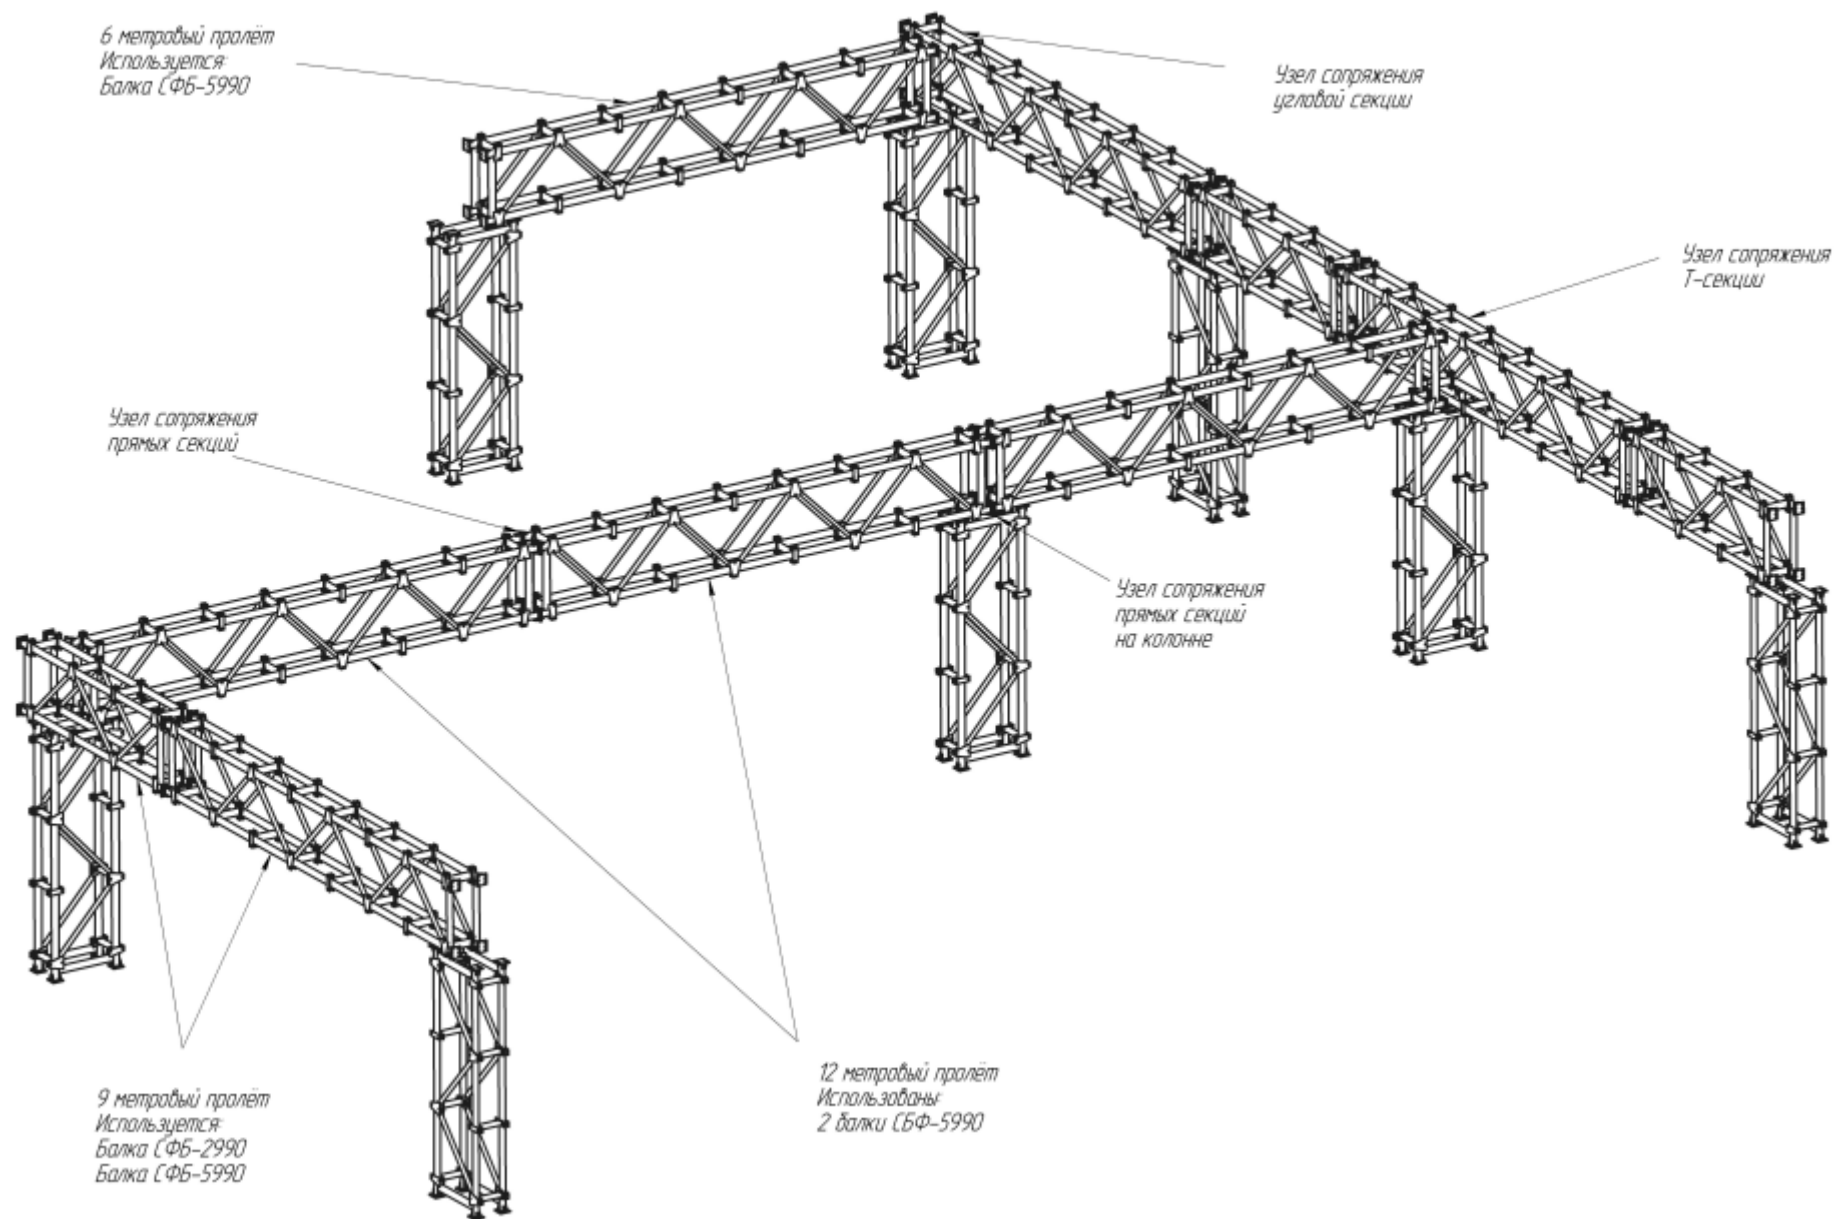 6 метровый пролёт
Используется:
Балка СФБ-5990
Узел сопряжения
угловой секции
Узел сопряжения
Т-секции
Узел сопряжения
прямых секций
Узел сопряжения
прямых секций
на колонне
9 метровый пролёт
Используется:
Балка СФБ-2990
Балка СФБ-5990
12 метровый пролёт
Использованы:
2 балки СБФ-5990